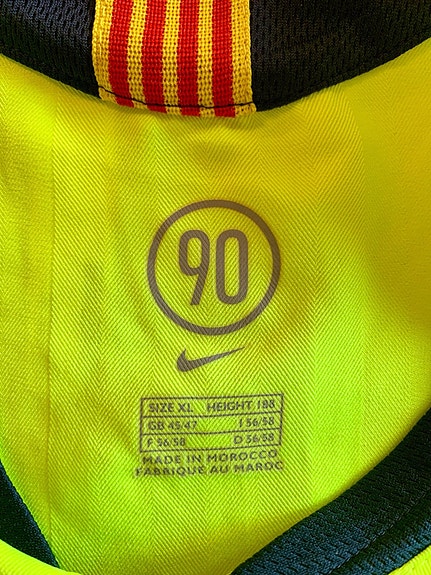 90
SIZE XL HEIGHT 188
GB 45/47 I 56/58
F 56/58 D 56/58
MADE IN MOROCCO
FABRIQUÉ AU MAROC